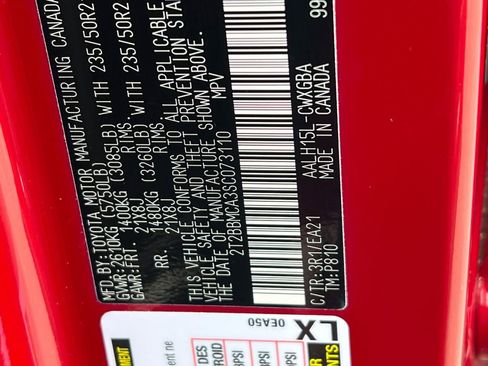 MFD.BY:TOYOTA MOTOR MANUFACTURING CANADA
GVWR:2610KG (5750LB)
GAWR:FRT. 1400KG (3085LB) WITH 235/50R2
21X8J RIMS
RR. 1480KG (3260LB) WITH 235/50R2
21X8J RIMS
THIS VEHICLE CONFORMS TO ALL APPLICABLE
VEHICLE SAFETY AND THEFT PREVENTION STA
ON THE DATE OF MANUFACTURE SHOWN ABOVE.
2T2BBMCA3SC073110 MPV
C/TR:3R1/EA21 AALH15L-CWXGBA
TM:P810 MADE IN CANADA
99
LX
0EA50